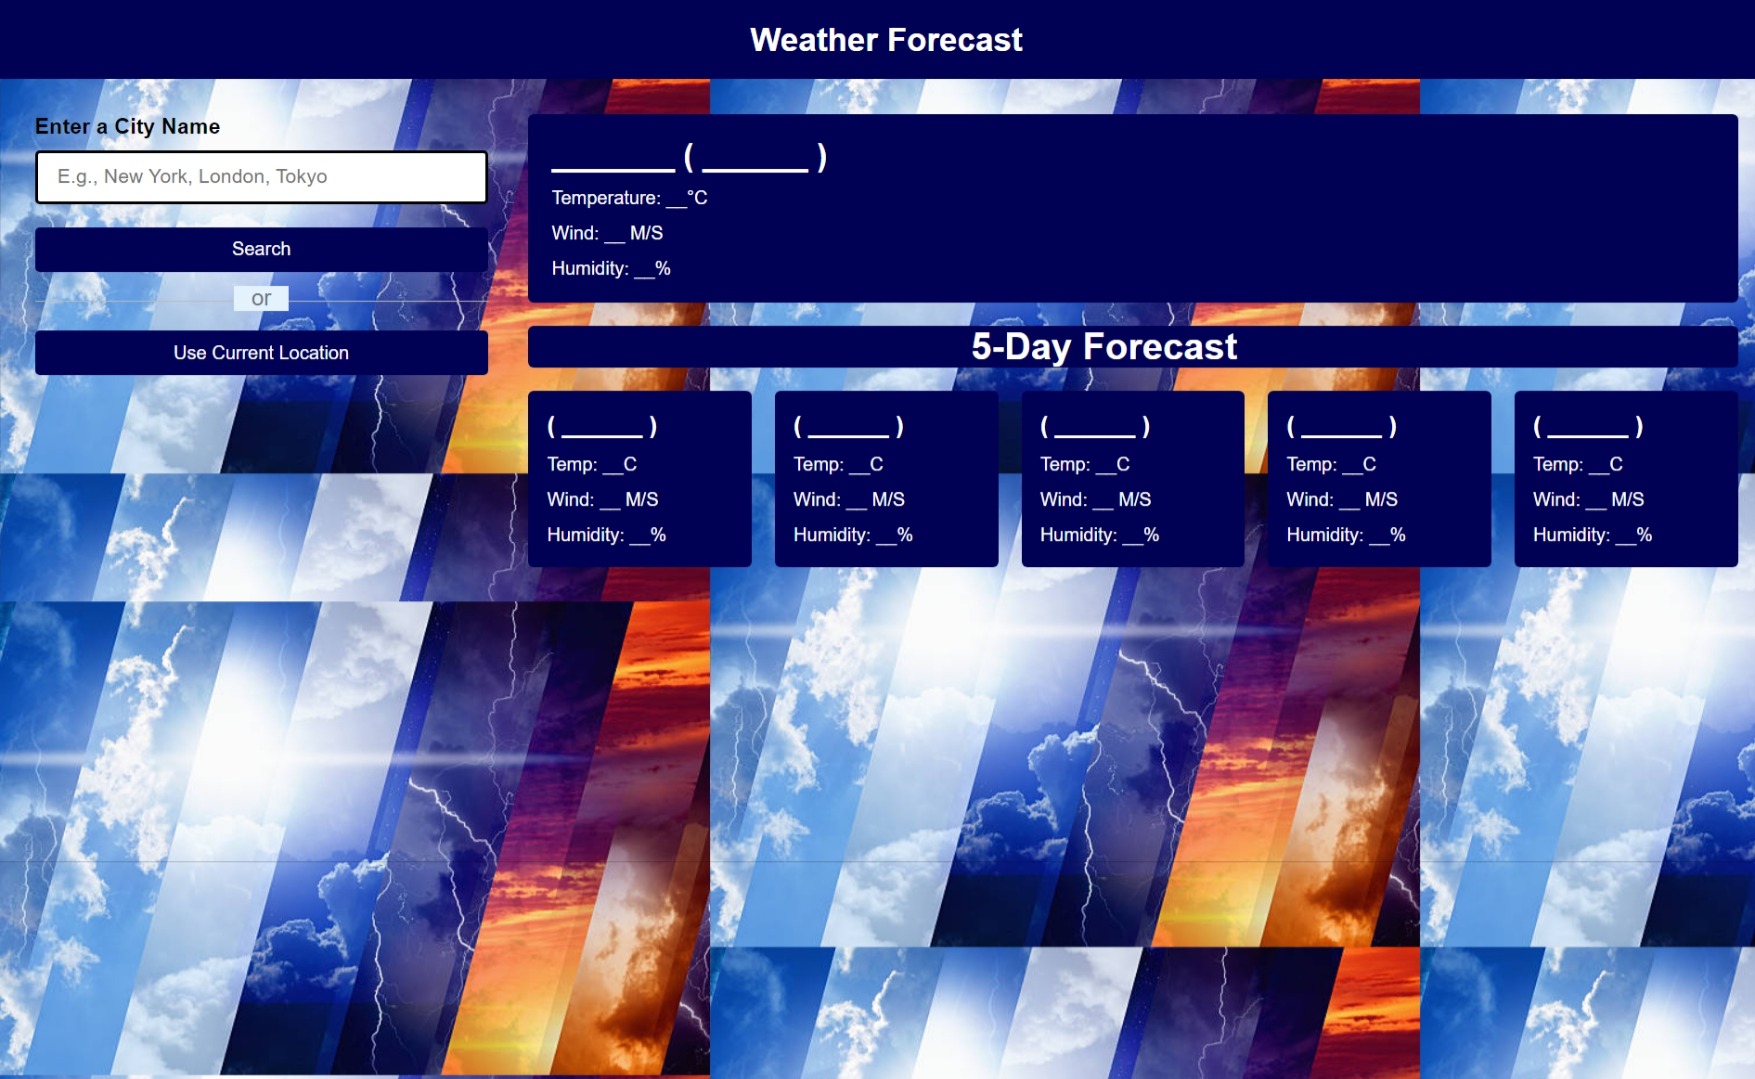 Weather Forecast
Enter a City Name
E.g., New York, London, Tokyo
Search
or
Use Current Location
________ ( ______ )
Temperature: __°C
Wind: __ M/S
Humidity: __%
5-Day Forecast
( ______ )
Temp: __C
Wind: __ M/S
Humidity: __%
( ______ )
Temp: __C
Wind: __ M/S
Humidity: __%
( ______ )
Temp: __C
Wind: __ M/S
Humidity: __%
( ______ )
Temp: __C
Wind: __ M/S
Humidity: __%
( ______ )
Temp: __C
Wind: __ M/S
Humidity: __%